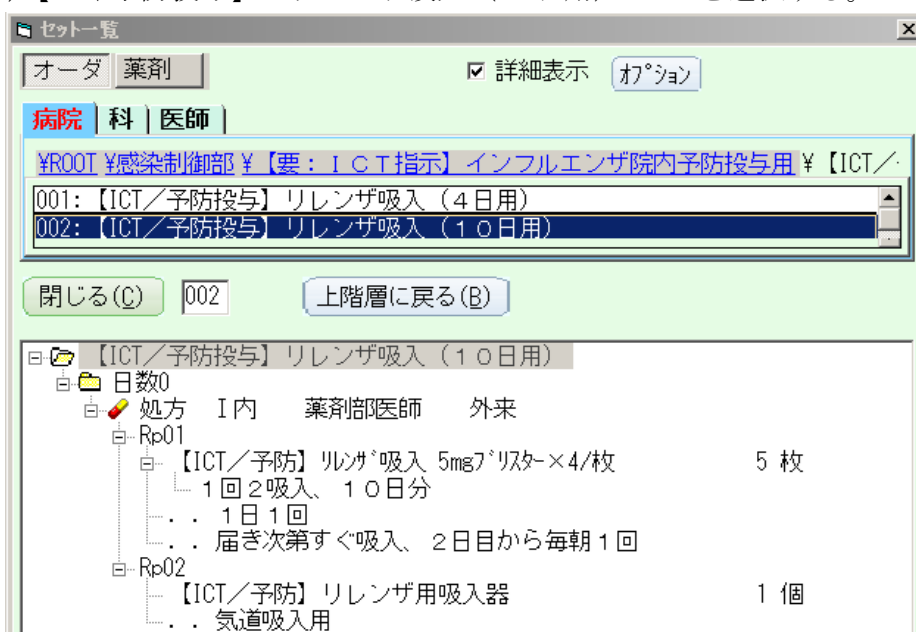 セット一覧
オーダ 薬剤 詳細表示 ｵﾌﾟｼｮﾝ
病院 科 医師
¥ROOT ¥感染制御部 ¥【要：ＩＣＴ指示】インフルエンザ院内予防投与用 ¥【ICT／
001:【ICT／予防投与】リレンザ吸入（４日用）
002:【ICT／予防投与】リレンザ吸入（１０日用）
閉じる(C) 002 上階層に戻る(B)
【ICT／予防投与】リレンザ吸入（１０日用）
日数0
処方 Ｉ内 薬剤部医師 外来
Rp01
【ICT／予防】ﾘﾚﾝｻﾞ吸入 5mgﾌﾞﾘｽﾀｰ×4/枚 5 枚
１回２吸入、１０日分
．．１日１回
．．届き次第すぐ吸入、２日目から毎朝１回
Rp02
【ICT／予防】リレンザ用吸入器 1 個
．．気道吸入用